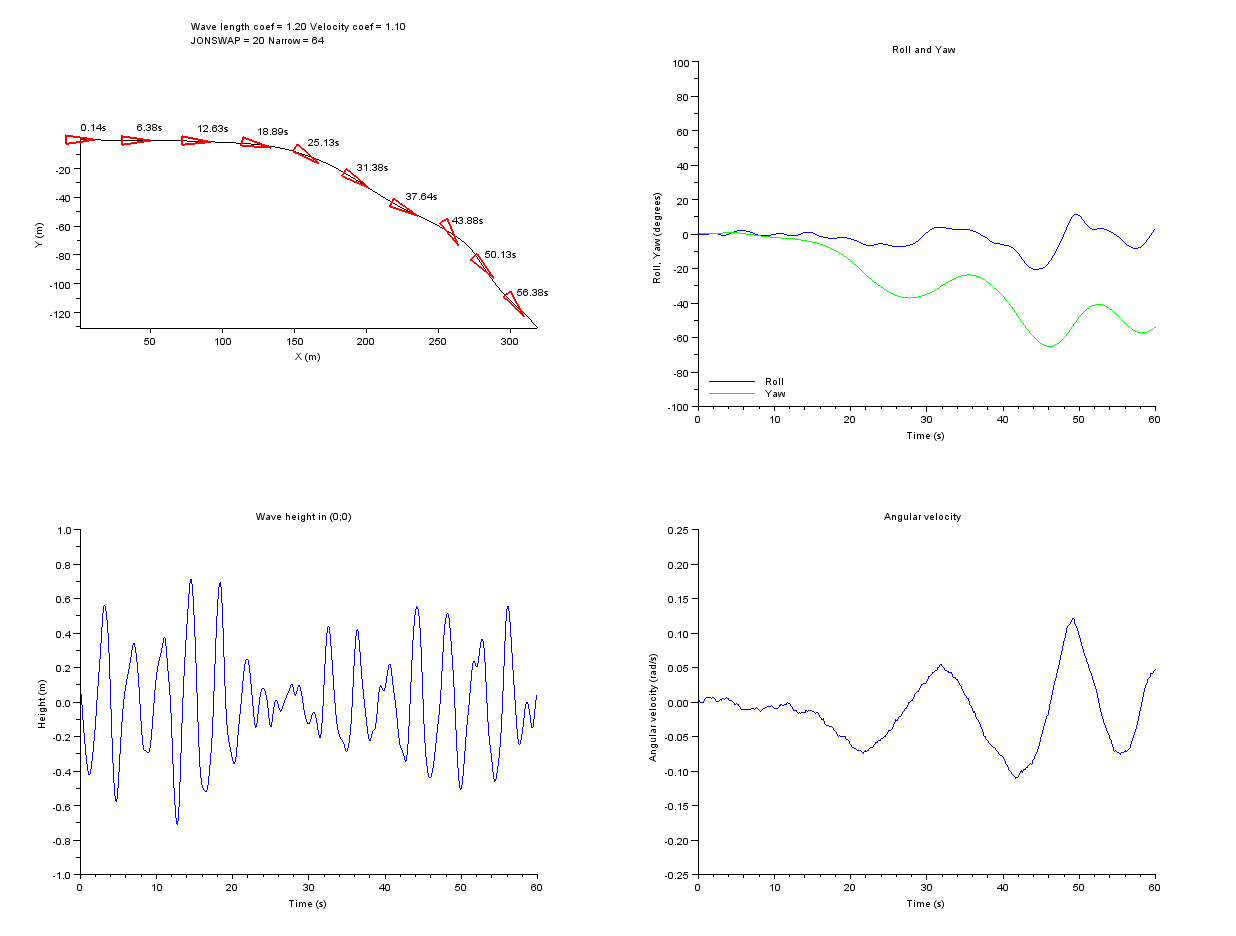 Wave length coef = 1.20 Velocity coef = 1.10
JONSWAP = 20 Narrow = 64
0.14s 6.38s 12.63s 18.89s
25.13s
31.38s
37.64s
43.88s
50.13s
56.38s
-20
-40
-60
-80
-100
-120
Y (m)
50 100 150 200 250 300
X (m)
Roll and Yaw
100
80
60
40
20
0
-20
-40
-60
-80
-100
Roll, Yaw (degrees)
Roll
Yaw
0 10 20 30 40 50 60
Time (s)
Wave height in (0;0)
1.0
0.8
0.6
0.4
0.2
0.0
-0.2
-0.4
-0.6
-0.8
-1.0
Height (m)
0 10 20 30 40 50 60
Time (s)
Angular velocity
0.25
0.20
0.15
0.10
0.05
0.00
-0.05
-0.10
-0.15
-0.20
-0.25
Angular velocity (rad/s)
0 10 20 30 40 50 60
Time (s)